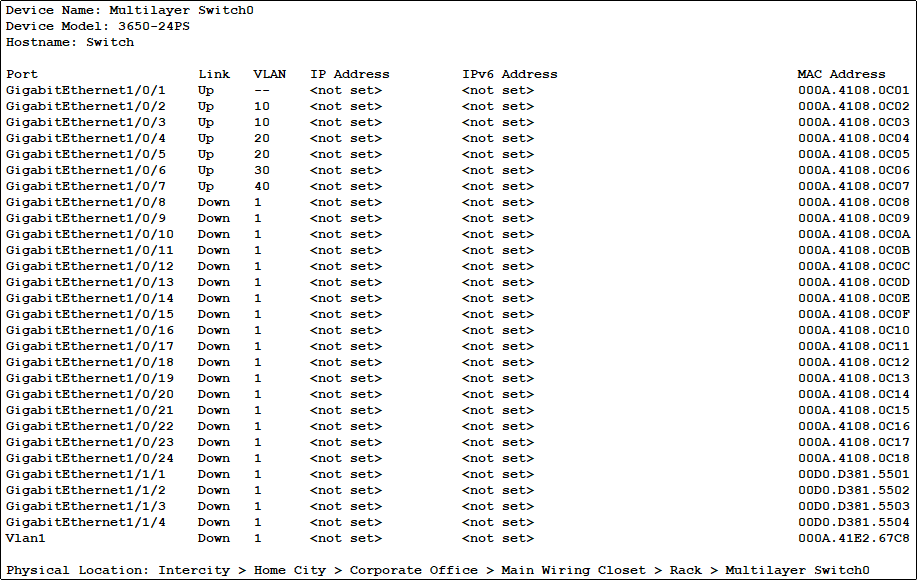 Device Name: Multilayer Switch0
Device Model: 3650-24PS
Hostname: Switch
Port Link VLAN IP Address IPv6 Address MAC Address
GigabitEthernet1/0/1 Up -- <not set> <not set> 000A.4108.0C01
GigabitEthernet1/0/2 Up 10 <not set> <not set> 000A.4108.0C02
GigabitEthernet1/0/3 Up 10 <not set> <not set> 000A.4108.0C03
GigabitEthernet1/0/4 Up 20 <not set> <not set> 000A.4108.0C04
GigabitEthernet1/0/5 Up 20 <not set> <not set> 000A.4108.0C05
GigabitEthernet1/0/6 Up 30 <not set> <not set> 000A.4108.0C06
GigabitEthernet1/0/7 Up 40 <not set> <not set> 000A.4108.0C07
GigabitEthernet1/0/8 Down 1 <not set> <not set> 000A.4108.0C08
GigabitEthernet1/0/9 Down 1 <not set> <not set> 000A.4108.0C09
GigabitEthernet1/0/10 Down 1 <not set> <not set> 000A.4108.0C0A
GigabitEthernet1/0/11 Down 1 <not set> <not set> 000A.4108.0C0B
GigabitEthernet1/0/12 Down 1 <not set> <not set> 000A.4108.0C0C
GigabitEthernet1/0/13 Down 1 <not set> <not set> 000A.4108.0C0D
GigabitEthernet1/0/14 Down 1 <not set> <not set> 000A.4108.0C0E
GigabitEthernet1/0/15 Down 1 <not set> <not set> 000A.4108.0C0F
GigabitEthernet1/0/16 Down 1 <not set> <not set> 000A.4108.0C10
GigabitEthernet1/0/17 Down 1 <not set> <not set> 000A.4108.0C11
GigabitEthernet1/0/18 Down 1 <not set> <not set> 000A.4108.0C12
GigabitEthernet1/0/19 Down 1 <not set> <not set> 000A.4108.0C13
GigabitEthernet1/0/20 Down 1 <not set> <not set> 000A.4108.0C14
GigabitEthernet1/0/21 Down 1 <not set> <not set> 000A.4108.0C15
GigabitEthernet1/0/22 Down 1 <not set> <not set> 000A.4108.0C16
GigabitEthernet1/0/23 Down 1 <not set> <not set> 000A.4108.0C17
GigabitEthernet1/0/24 Down 1 <not set> <not set> 000A.4108.0C18
GigabitEthernet1/1/1 Down 1 <not set> <not set> 00D0.D381.5501
GigabitEthernet1/1/2 Down 1 <not set> <not set> 00D0.D381.5502
GigabitEthernet1/1/3 Down 1 <not set> <not set> 00D0.D381.5503
GigabitEthernet1/1/4 Down 1 <not set> <not set> 00D0.D381.5504
Vlan1 Down 1 <not set> <not set> 000A.41E2.67C8
Physical Location: Intercity > Home City > Corporate Office > Main Wiring Closet > Rack > Multilayer Switch0